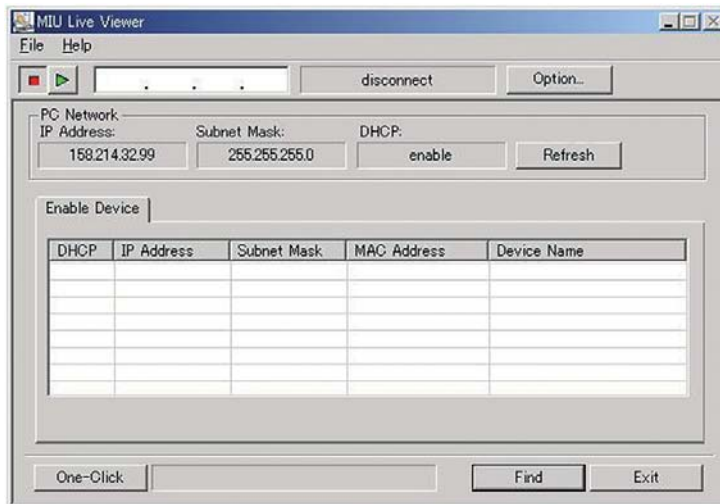 MIU Live Viewer
File Help
. . . disconnect Option...
PC Network
IP Address: Subnet Mask: DHCP:
158.214.32.99 255.255.255.0 enable Refresh
Enable Device
DHCP IP Address Subnet Mask MAC Address Device Name
One-Click Find Exit